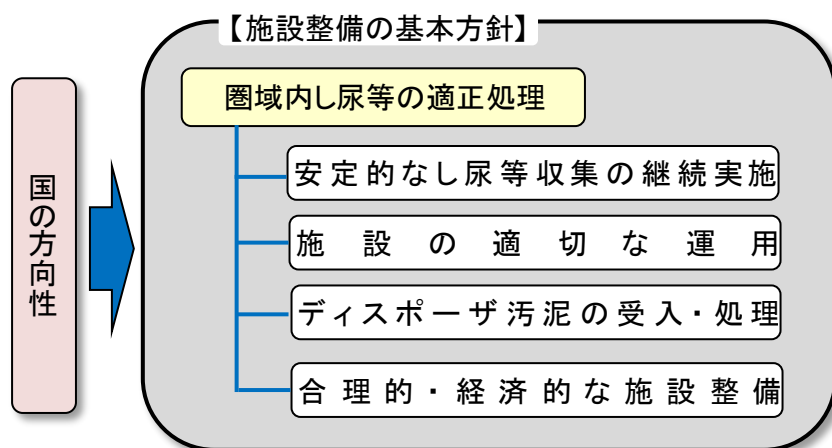 【施設整備の基本方針】
国の方向性
圏域内し尿等の適正処理
安定的なし尿等収集の継続実施
施設の適切な運用
ディスポーザ汚泥の受入・処理
合理的・経済的な施設整備